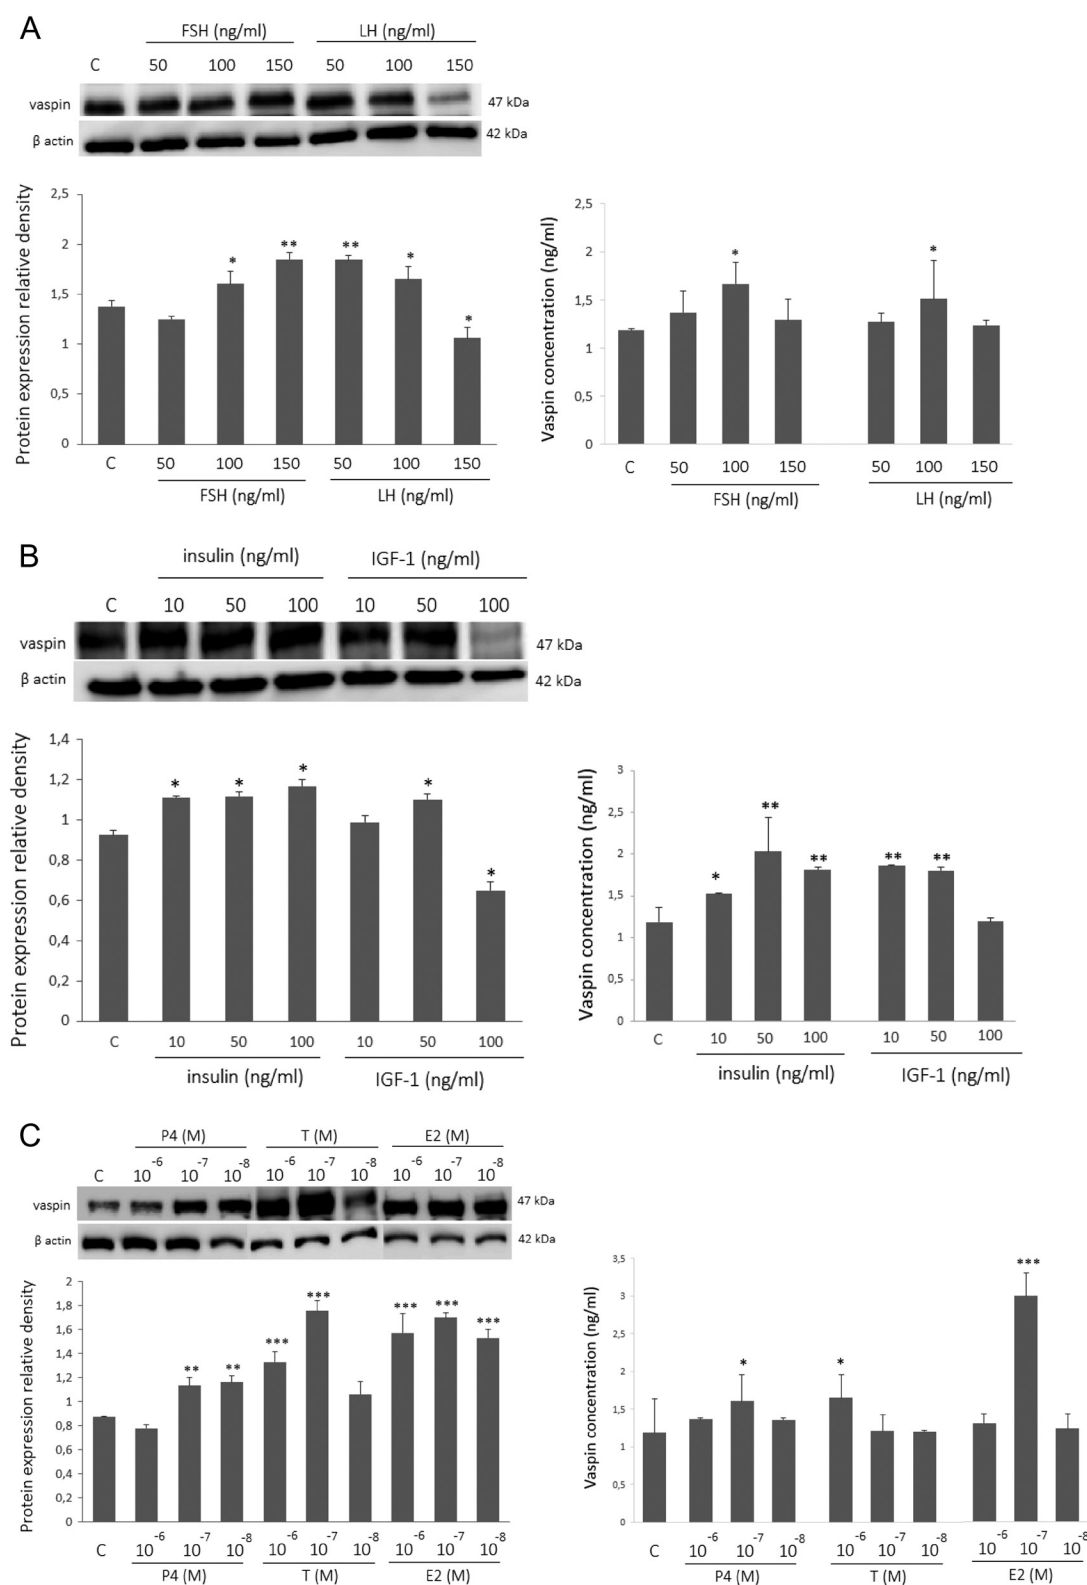 A
FSH (ng/ml) LH (ng/ml)
C 50 100 150 50 100 150
vaspin 47 kDa
β actin 42 kDa
Protein expression relative density
2,5
2
1,5
1
0,5
0
* ** ** * *
C 50 100 150 50 100 150
FSH (ng/ml) LH (ng/ml)
Vaspin concentration (ng/ml)
2,5
2
1,5
1
0,5
0
* *
C 50 100 150 50 100 150
FSH (ng/ml) LH (ng/ml)
B
insulin (ng/ml) IGF-1 (ng/ml)
C 10 50 100 10 50 100
vaspin 47 kDa
β actin 42 kDa
Protein expression relative density
1,4
1,2
1
0,8
0,6
0,4
0,2
0
* * * * *
C 10 50 100 10 50 100
insulin (ng/ml) IGF-1 (ng/ml)
Vaspin concentration (ng/ml)
3
2,5
2
1,5
1
0,5
0
* ** ** ** **
C 10 50 100 10 50 100
insulin (ng/ml) IGF-1 (ng/ml)
C
P4 (M) T (M) E2 (M)
C 10⁻⁶ 10⁻⁷ 10⁻⁸ 10⁻⁶ 10⁻⁷ 10⁻⁸ 10⁻⁶ 10⁻⁷ 10⁻⁸
vaspin 47 kDa
β actin 42 kDa
Protein expression relative density
2
1,8
1,6
1,4
1,2
1
0,8
0,6
0,4
0,2
0
** ** *** *** *** *** ***
C 10⁻⁶ 10⁻⁷ 10⁻⁸ 10⁻⁶ 10⁻⁷ 10⁻⁸ 10⁻⁶ 10⁻⁷ 10⁻⁸
P4 (M) T (M) E2 (M)
Vaspin concentration (ng/ml)
3,5
3
2,5
2
1,5
1
0,5
0
* * ***
C 10⁻⁶ 10⁻⁷ 10⁻⁸ 10⁻⁶ 10⁻⁷ 10⁻⁸ 10⁻⁶ 10⁻⁷ 10⁻⁸
P4 (M) T (M) E2 (M)